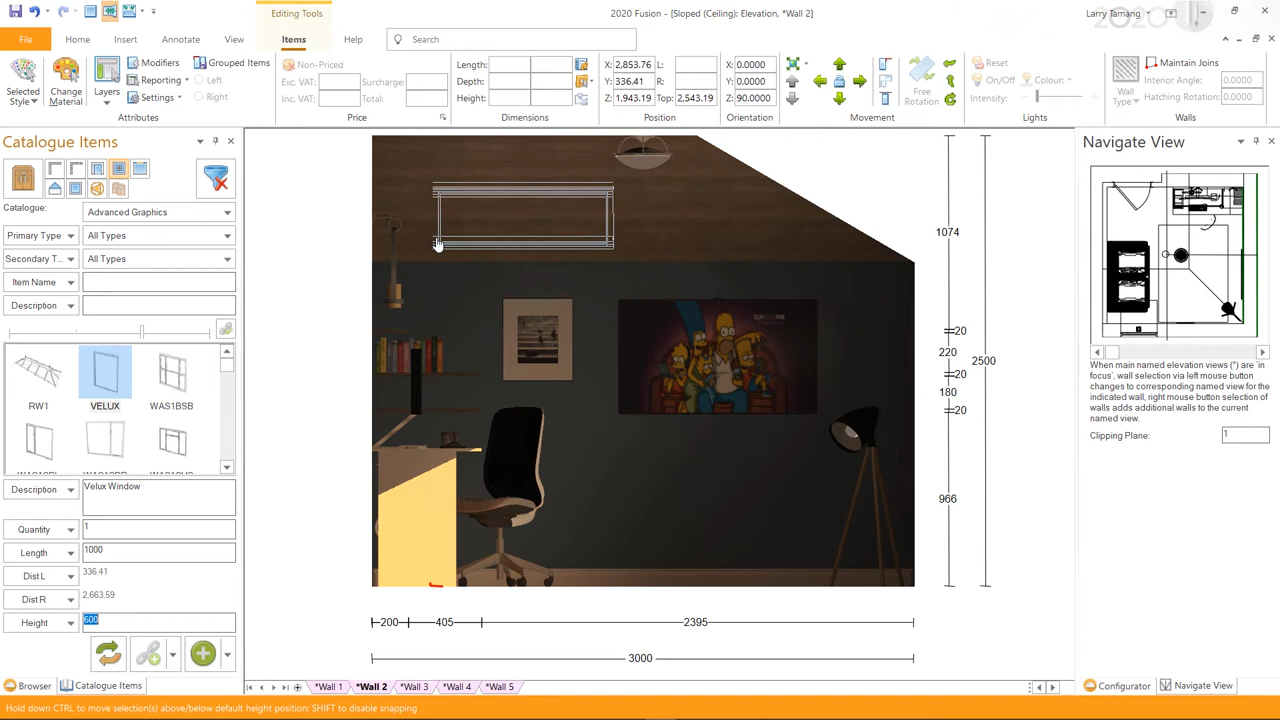 2020 Fusion - [Sloped (Ceiling): Elevation, *Wall 2]
Editing Tools
Larry Tamang
2020
File
Home
Insert
Annotate
View
Items
Help
Search
Selected Style
Change Material
Layers
Modifiers
Reporting
Settings
Grouped Items
Left
Right
Attributes
Non-Priced
Exc. VAT:
Surcharge:
Inc. VAT:
Total:
Price
Length:
Depth:
Height:
Dimensions
X: 2,853.76 L:
Y: 336.41 R:
Z: 1,943.19 Top: 2,543.19
Position
X: 0.0000
Y: 0.0000
Z: 90.0000
Orientation
Free Rotation
Movement
Reset
On/Off
Colour:
Intensity:
Lights
Wall Type
Maintain Joins
Interior Angle: 0.0000
Hatching Rotation: 0.0000
Walls
Catalogue Items
Catalogue: Advanced Graphics
Primary Type All Types
Secondary T... All Types
Item Name
Description
RW1
VELUX
WAS1BSB
Description Velux Window
Quantity 1
Length 1000
Dist L 336.41
Dist R 2,663.59
Height 600
Browser
Catalogue Items
1074
20
220
20
180
20
966
2500
200
405
2395
3000
*Wall 1
*Wall 2
*Wall 3
*Wall 4
*Wall 5
Navigate View
When main named elevation views (*) are 'in
focus', wall selection via left mouse button
changes to corresponding named view for the
indicated wall, right mouse button selection of
walls adds additional walls to the current
named view.
Clipping Plane: 1
Configurator
Navigate View
Hold down CTRL to move selection(s) above/below default height position: SHIFT to disable snapping